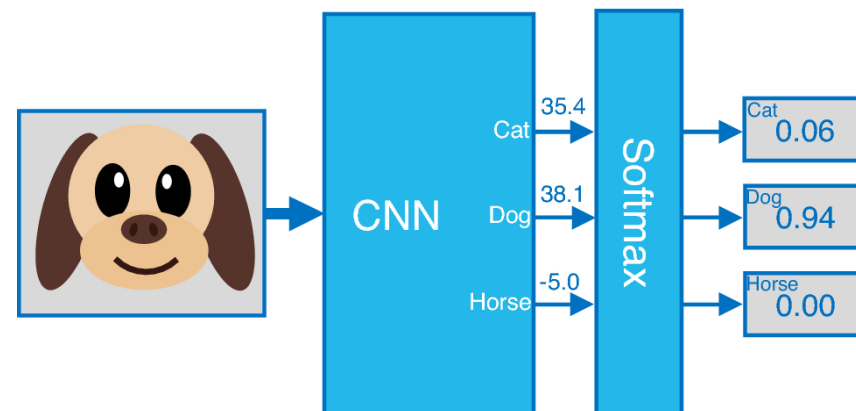 CNN
Cat
35.4
Dog
38.1
Horse
-5.0
Softmax
Cat
0.06
Dog
0.94
Horse
0.00